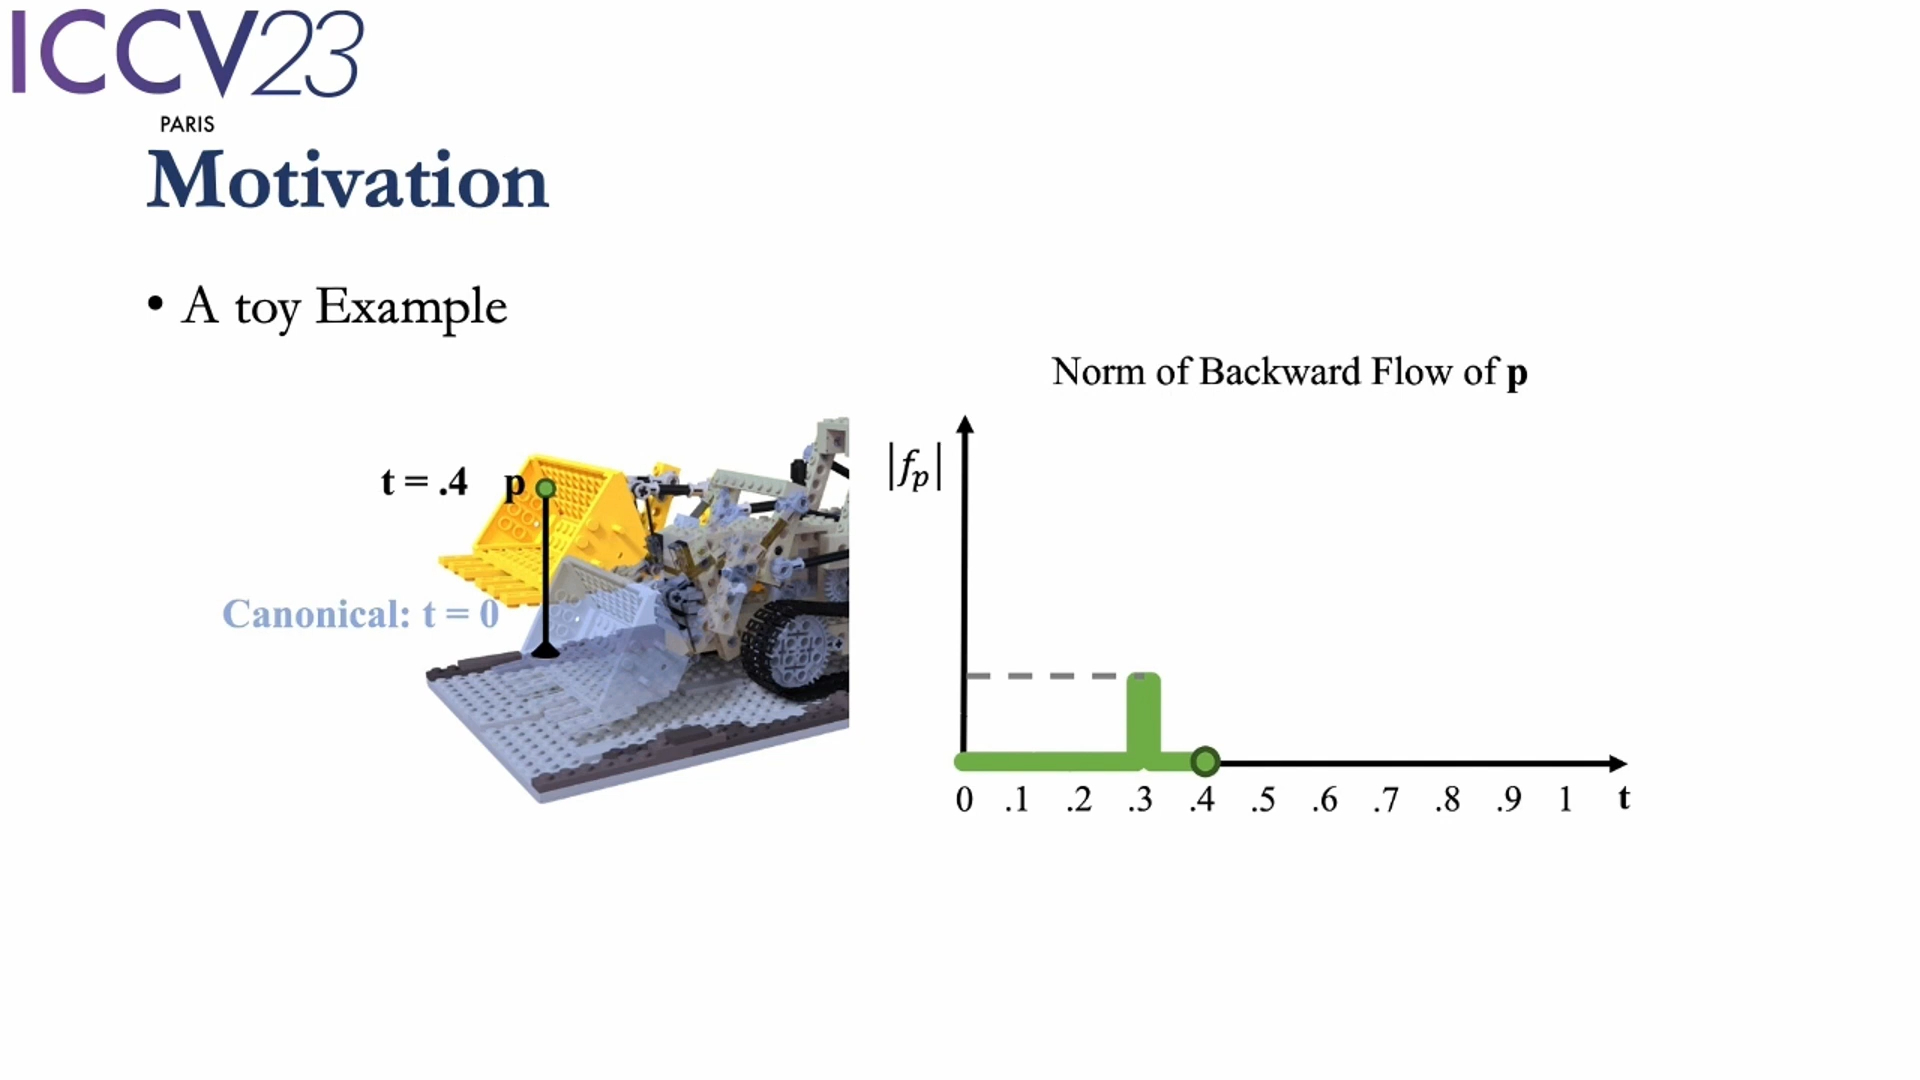 ICCV23
PARIS
Motivation
• A toy Example
Norm of Backward Flow of p
|fₚ|
t = .4 p
Canonical: t = 0
0 .1 .2 .3 .4 .5 .6 .7 .8 .9 1 t